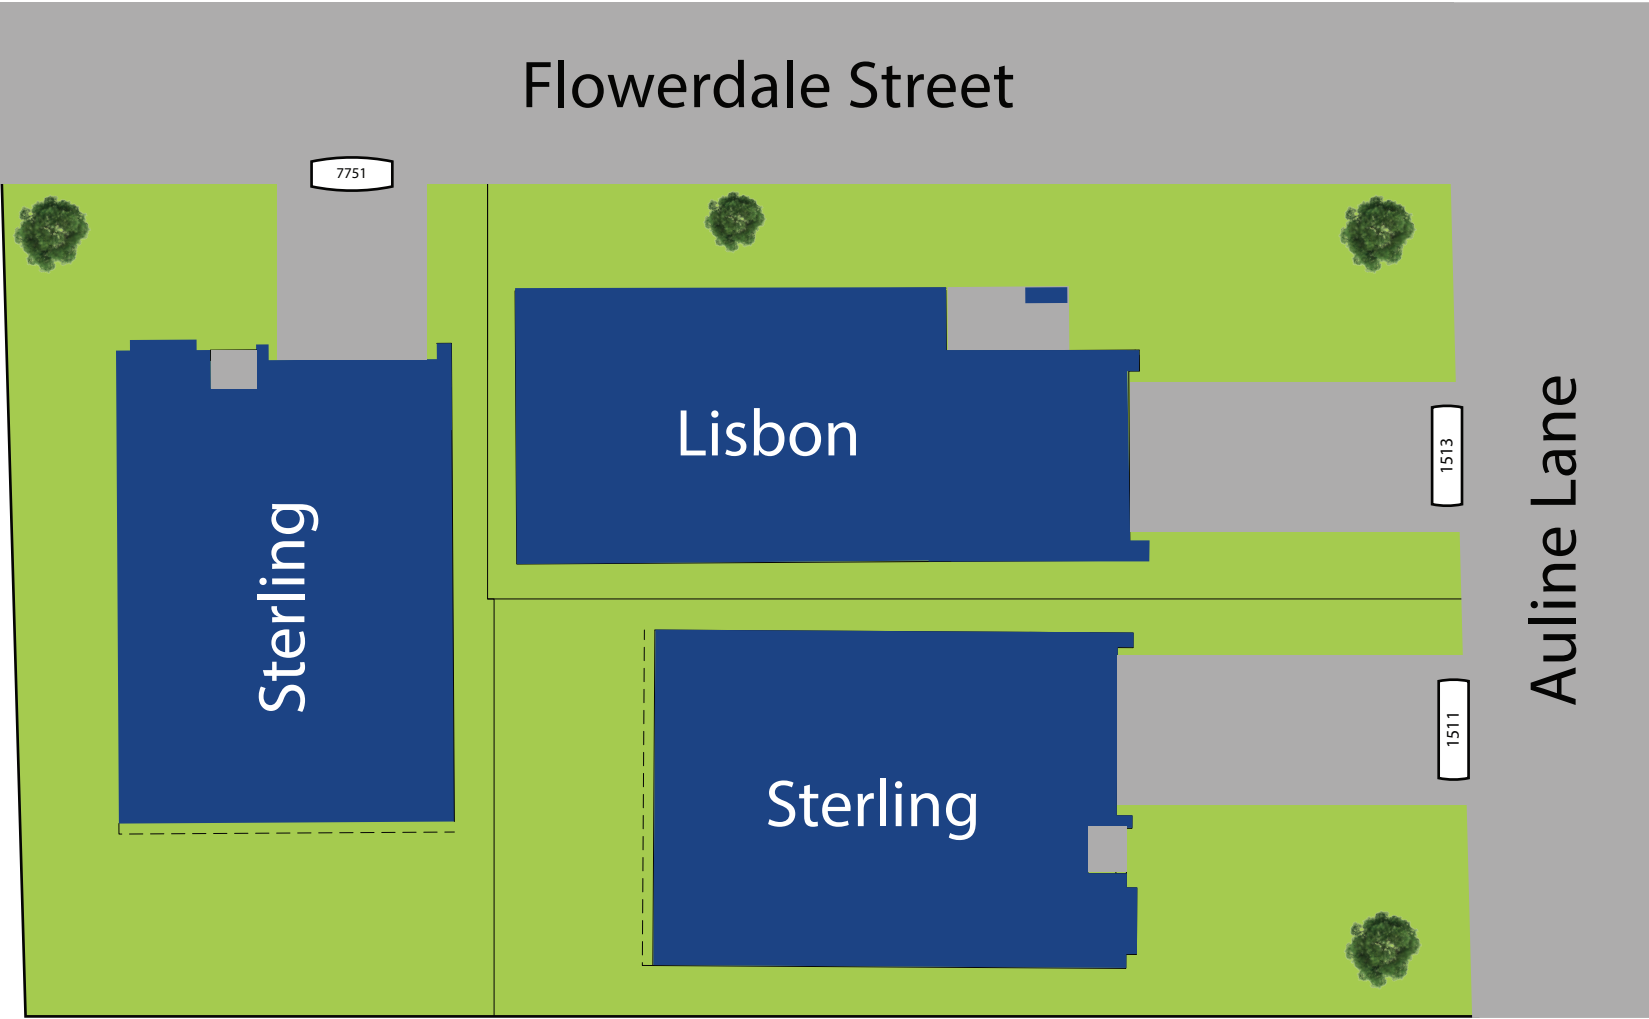 Flowerdale Street
7751
Lisbon
1513
Auline Lane
Sterling
1511
Sterling